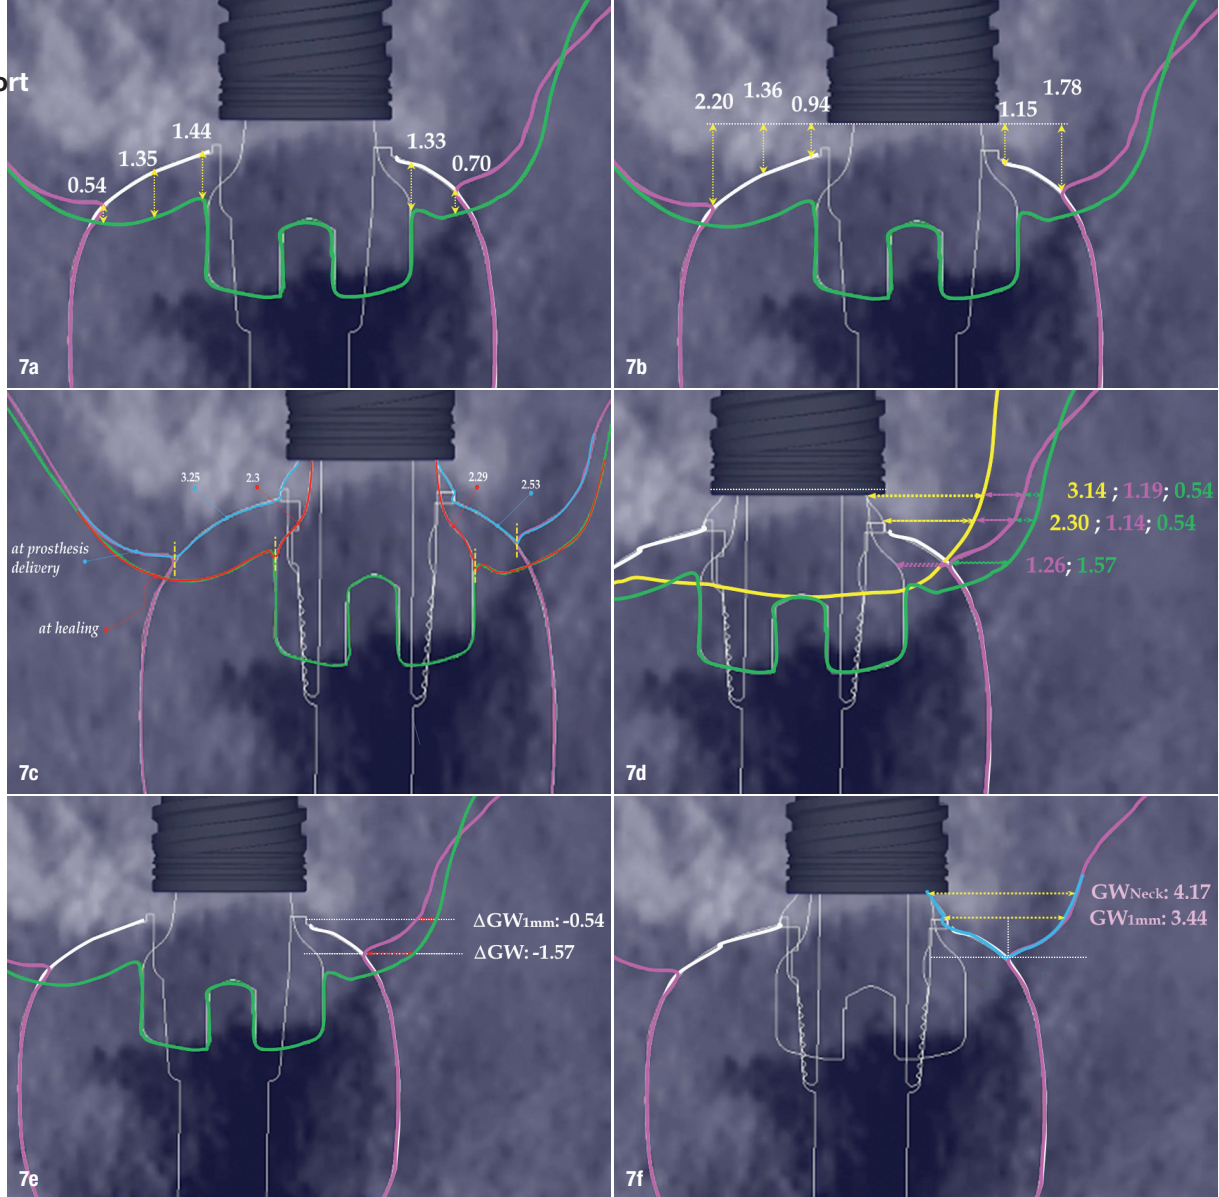 ort
1.44
1.35
0.54
1.33
0.70
7a
2.20
1.36
0.94
1.15
1.78
7b
3.25
2.3
2.29
2.53
at prosthesis
delivery
at healing
7c
3.14 ; 1.19; 0.54
2.30 ; 1.14; 0.54
1.26; 1.57
7d
ΔGW1mm: -0.54
ΔGW: -1.57
7e
GWNeck: 4.17
GW1mm: 3.44
7f